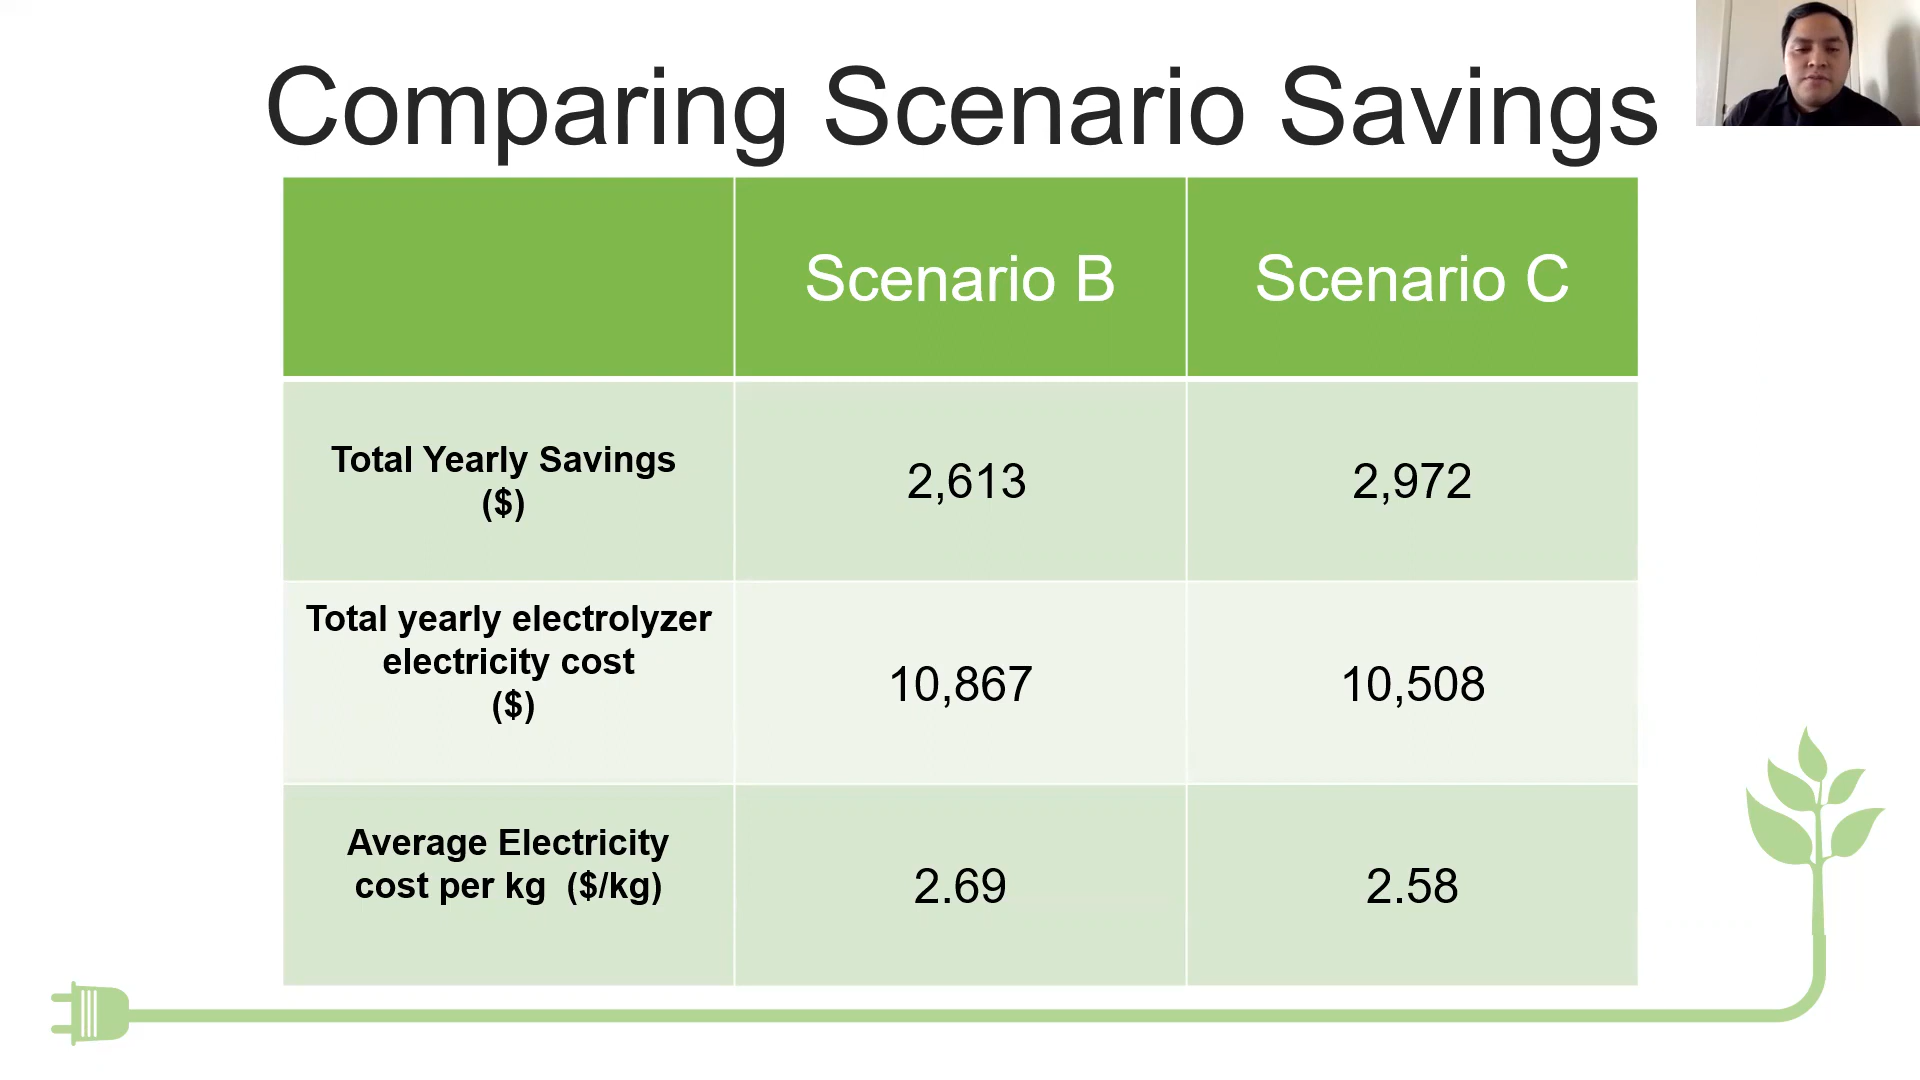 Comparing Scenario Savings
Scenario B
Scenario C
Total Yearly Savings
($)
2,613
2,972
Total yearly electrolyzer
electricity cost
($)
10,867
10,508
Average Electricity
cost per kg  ($/kg)
2.69
2.58